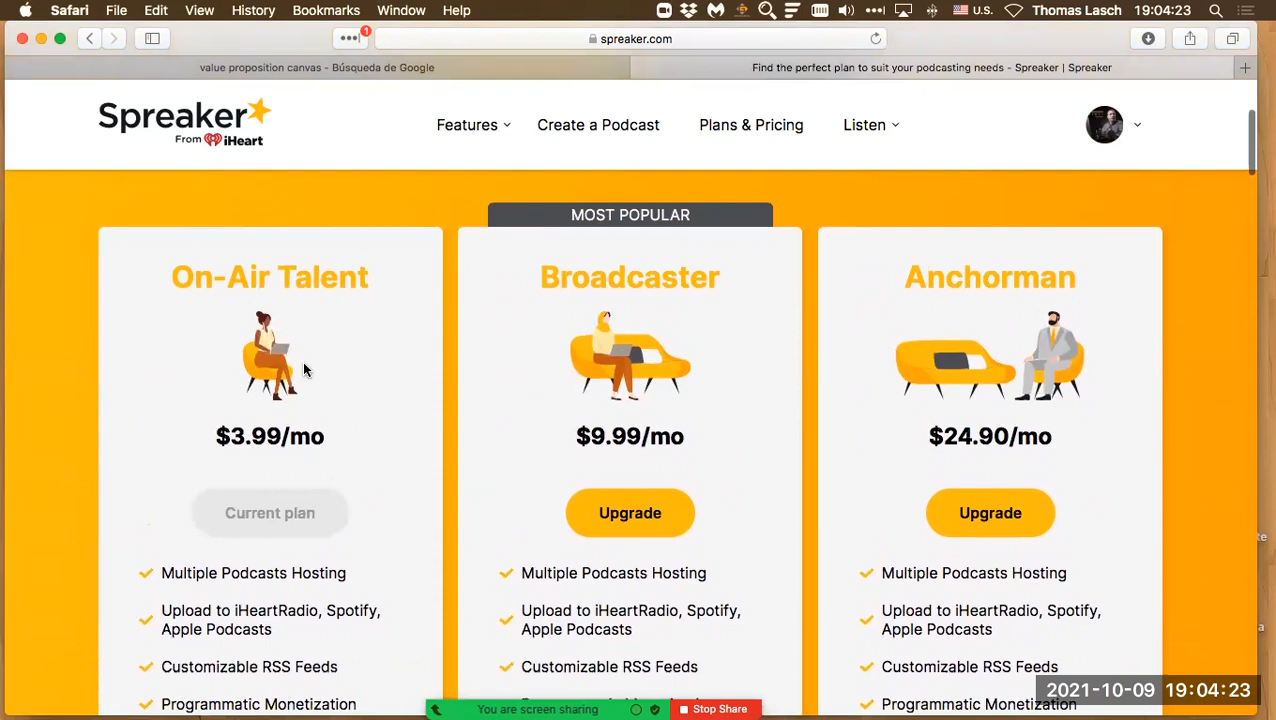 Safari File Edit View History Bookmarks Window Help U.S. Thomas Lasch 19:04:23
1
spreaker.com
value proposition canvas - Búsqueda de Google
Find the perfect plan to suit your podcasting needs - Spreaker | Spreaker
Spreaker
From iHeart
Features Create a Podcast Plans & Pricing Listen
MOST POPULAR
On-Air Talent
$3.99/mo
Current plan
Multiple Podcasts Hosting
Upload to iHeartRadio, Spotify,
Apple Podcasts
Customizable RSS Feeds
Programmatic Monetization
Broadcaster
$9.99/mo
Upgrade
Multiple Podcasts Hosting
Upload to iHeartRadio, Spotify,
Apple Podcasts
Customizable RSS Feeds
Anchorman
$24.90/mo
Upgrade
Multiple Podcasts Hosting
Upload to iHeartRadio, Spotify,
Apple Podcasts
Customizable RSS Feeds
Programmatic Monetization
You are screen sharing Stop Share
2021-10-09 19:04:23